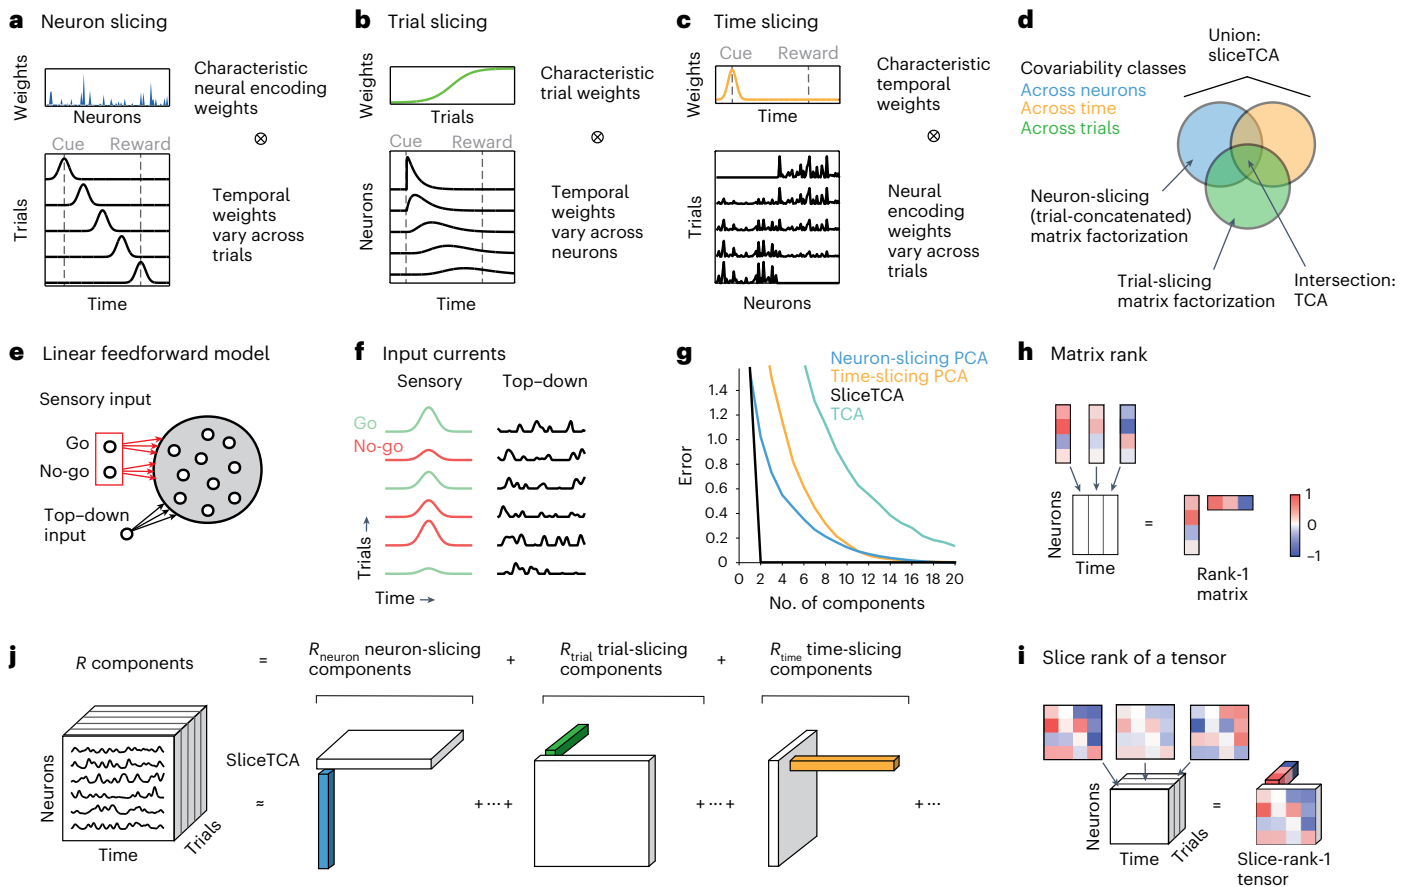 a Neuron slicing
Weights
Neurons
Characteristic
neural encoding
weights
⊗
Cue
Reward
Trials
Time
Temporal
weights
vary across
trials
b Trial slicing
Weights
Trials
Characteristic
trial weights
⊗
Cue
Reward
Neurons
Time
Temporal
weights
vary across
neurons
c Time slicing
Cue
Reward
Weights
Time
Characteristic
temporal
weights
⊗
Trials
Neurons
Neural
encoding
weights
vary across
trials
d
Union:
sliceTCA
Covariability classes
Across neurons
Across time
Across trials
Neuron-slicing
(trial-concatenated)
matrix factorization
Trial-slicing
matrix factorization
Intersection:
TCA
e Linear feedforward model
Sensory input
Go
No-go
Top–down
input
f Input currents
Sensory
Top–down
Go
No-go
Trials
Time
g
Neuron-slicing PCA
Time-slicing PCA
SliceTCA
TCA
Error
1.4
1.2
1.0
0.8
0.6
0.4
0.2
0
0 2 4 6 8 10 12 14 16 18 20
No. of components
h Matrix rank
Neurons
Time
=
Rank-1
matrix
1
0
–1
j
R components
=
Rneuron neuron-slicing
components
+
Rtrial trial-slicing
components
+
Rtime time-slicing
components
Neurons
Time
Trials
SliceTCA
≈
+ ··· +
+ ··· +
+ ···
i Slice rank of a tensor
Neurons
Time
Trials
=
Slice-rank-1
tensor